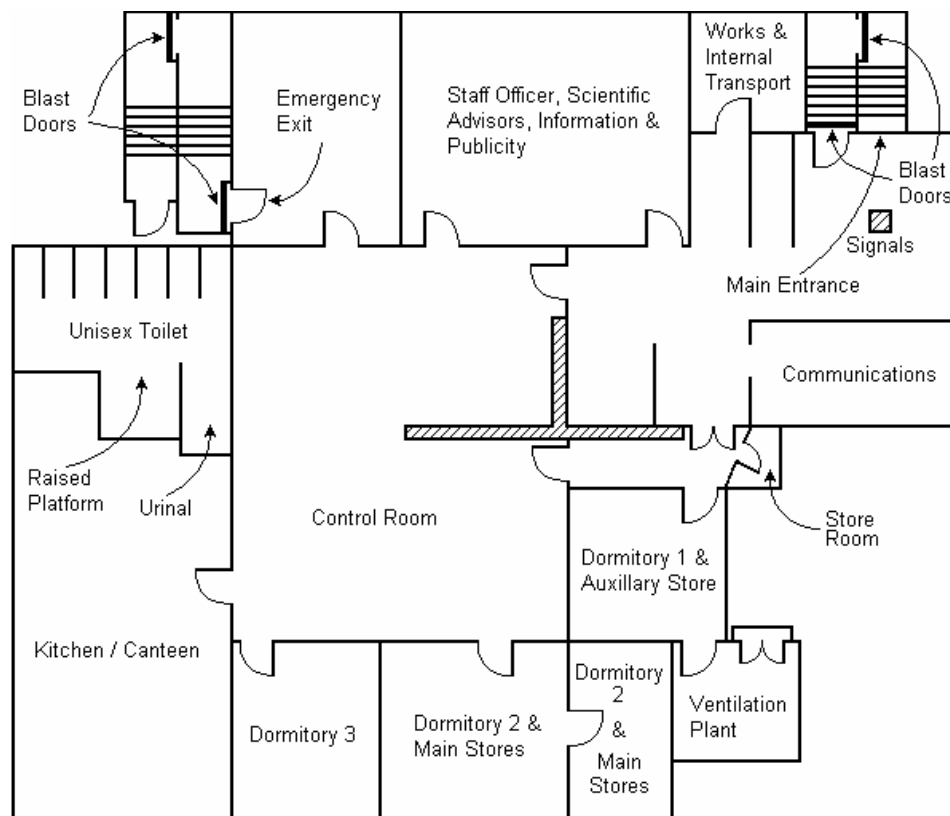 Works &
Internal
Transport
Blast
Doors
Emergency
Exit
Staff Officer, Scientific
Advisors, Information &
Publicity
Blast
Doors
Signals
Main Entrance
Unisex Toilet
Communications
Raised
Platform
Urinal
Control Room
Store
Room
Dormitory 1 &
Auxillary Store
Kitchen / Canteen
Dormitory 3
Dormitory 2 &
Main Stores
Dormitory
2
&
Main
Stores
Ventilation
Plant